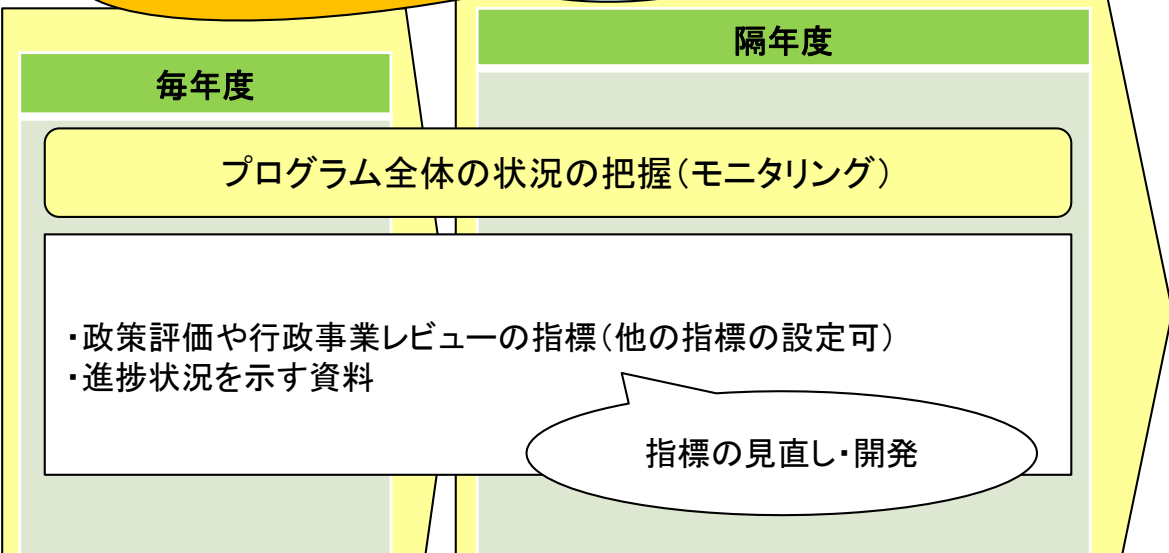 毎年度
隔年度
プログラム全体の状況の把握(モニタリング)
・政策評価や行政事業レビューの指標(他の指標の設定可)
・進捗状況を示す資料
指標の見直し・開発